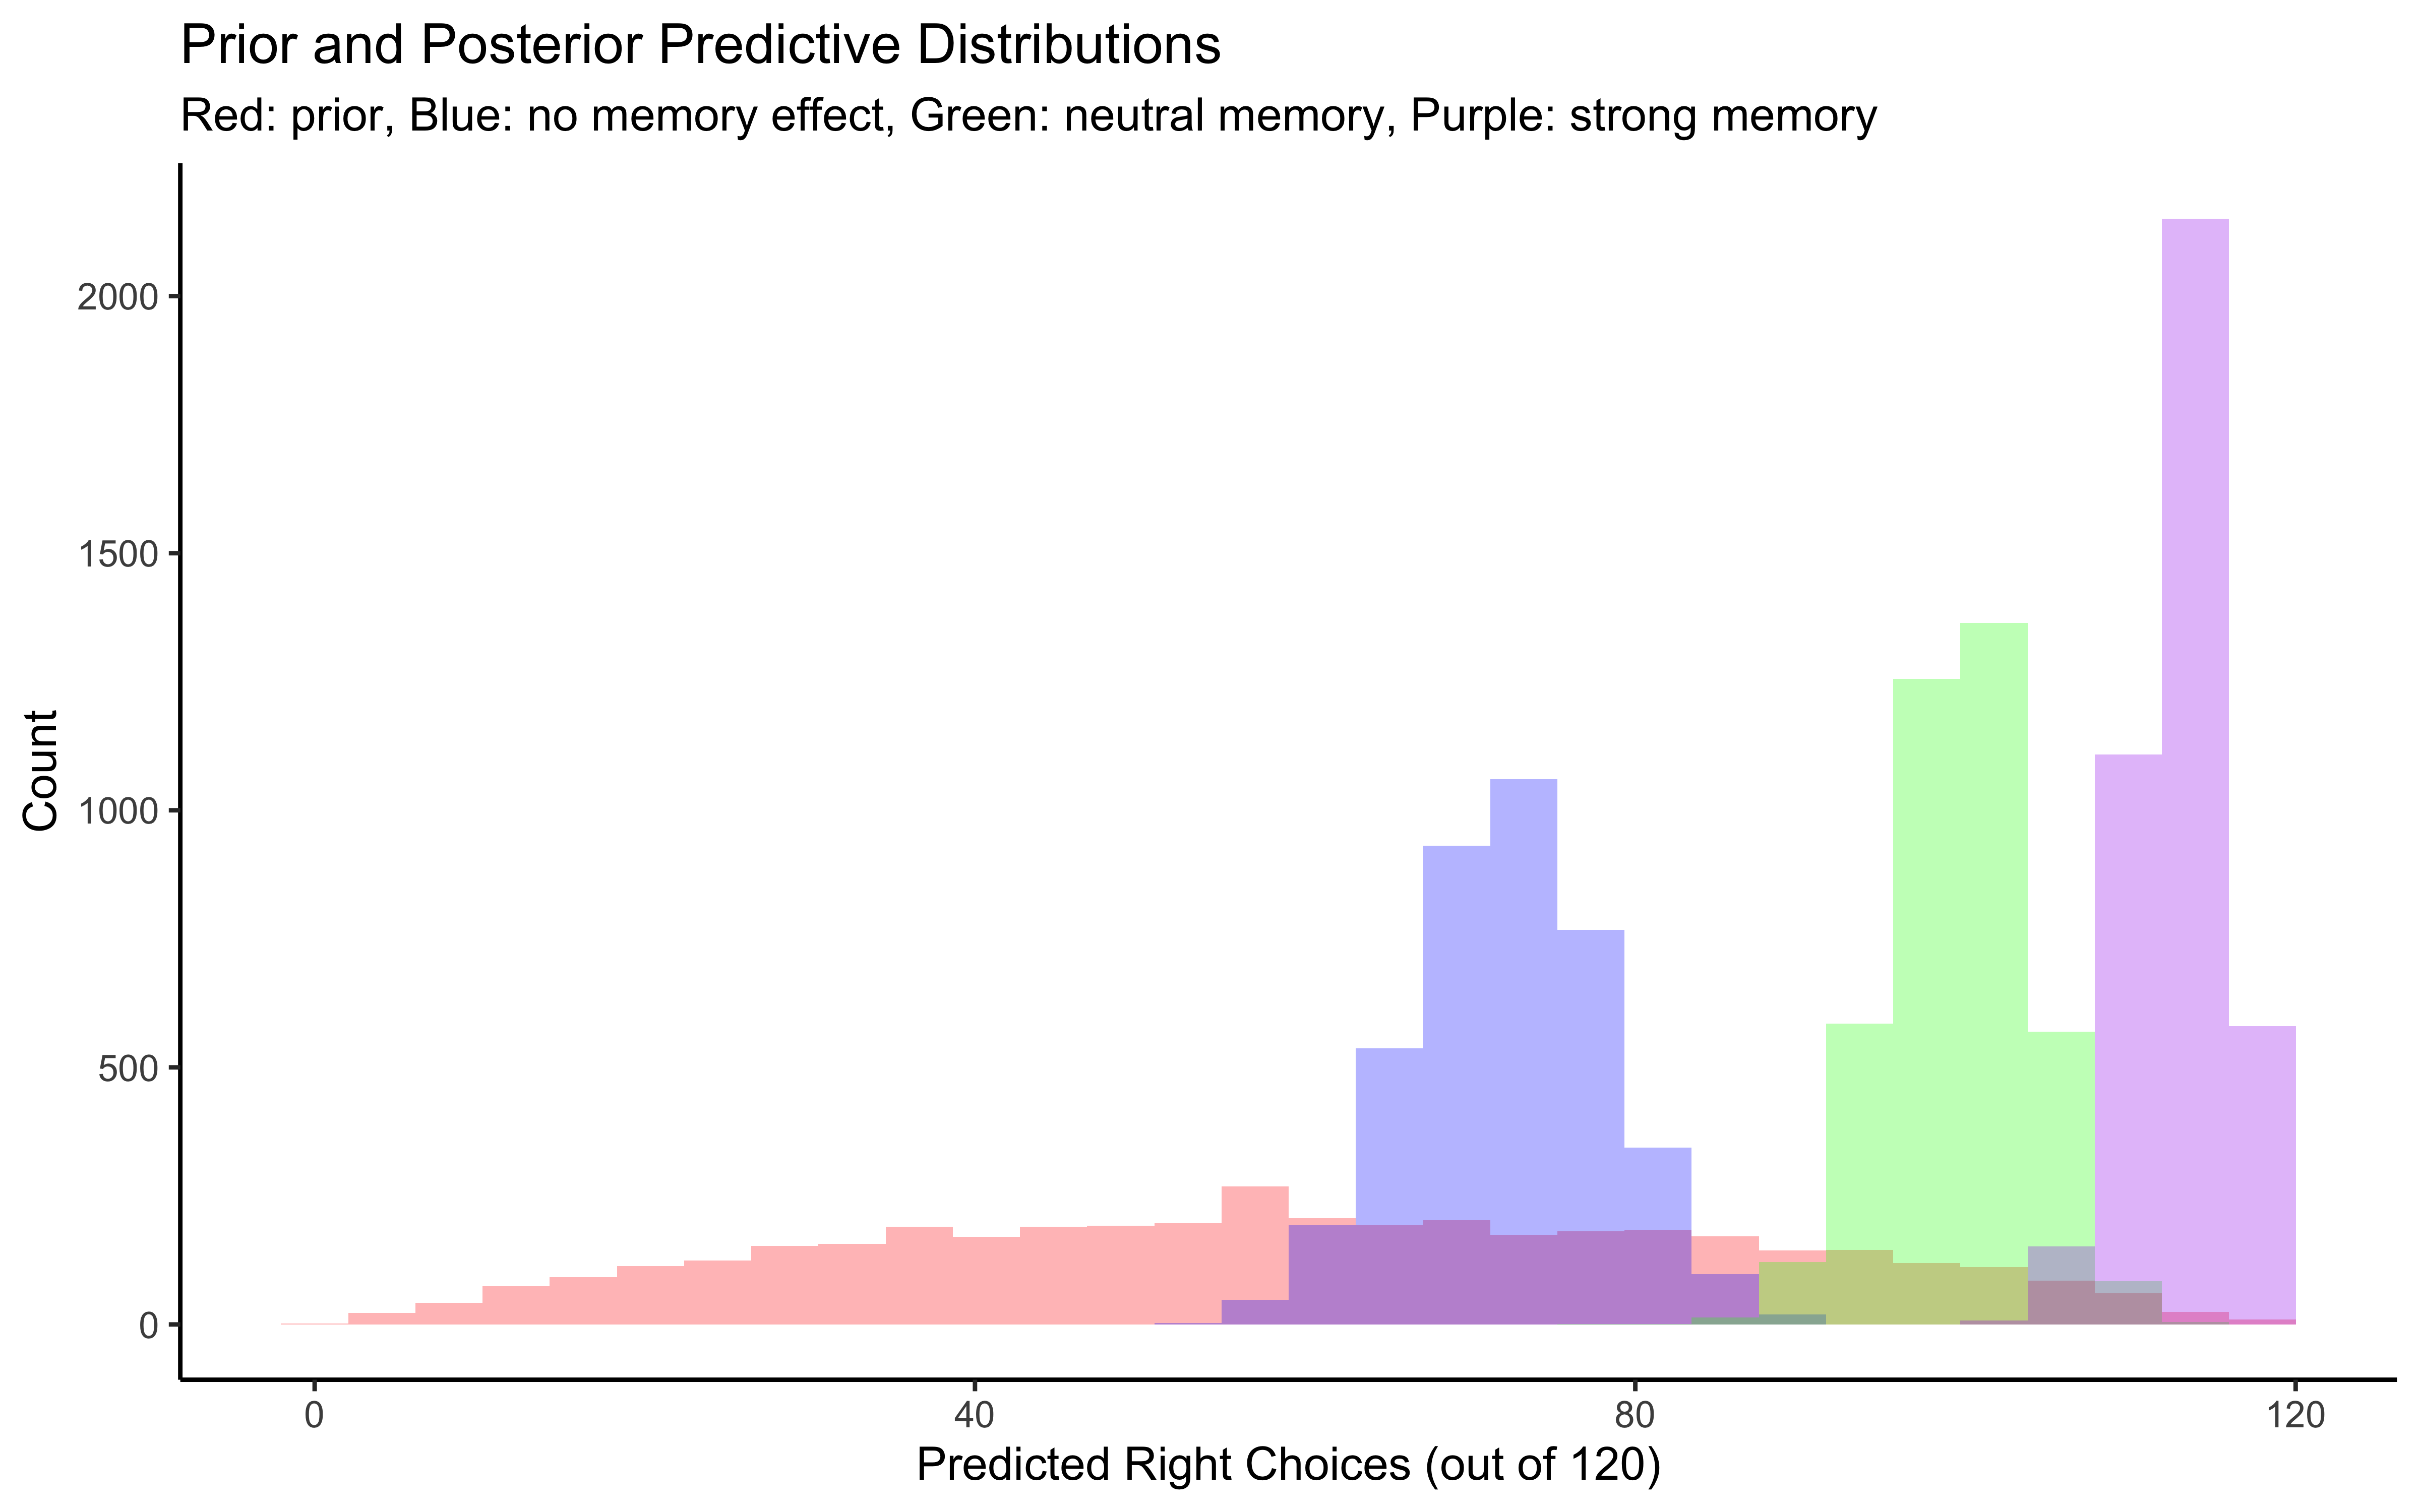 Prior and Posterior Predictive Distributions
Red: prior, Blue: no memory effect, Green: neutral memory, Purple: strong memory
Count
2000
1500
1000
500
0
0 40 80 120
Predicted Right Choices (out of 120)